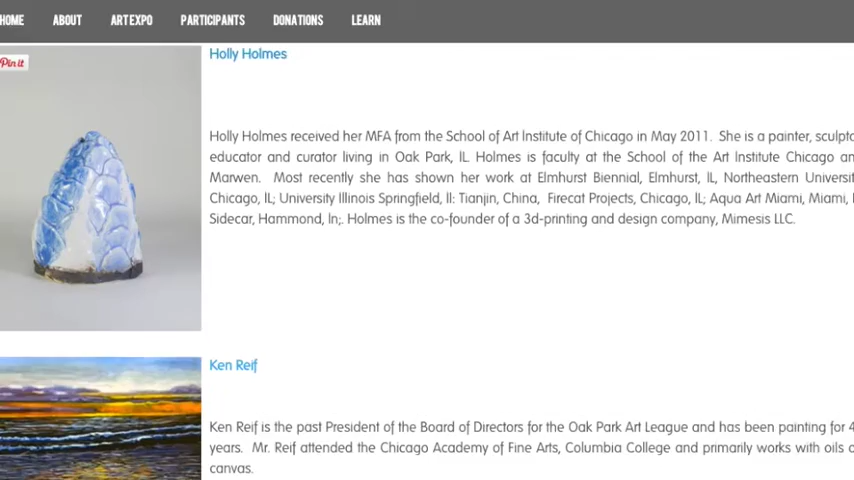 HOME ABOUT ARTEXPO PARTICIPANTS DONATIONS LEARN
Pin it
Holly Holmes
Holly Holmes received her MFA from the School of Art Institute of Chicago in May 2011. She is a painter,
educator and curator living in Oak Park, IL. Holmes is faculty at the School of the Art Institute Chicago
Marwen. Most recently she has shown her work at Elmhurst Biennial, Elmhurst, IL, Northeastern
Chicago, IL; University Illinois Springfield, Il: Tianjin, China, Firecat Projects, Chicago, IL; Aqua Art Miami, Miami,
Sidecar, Hammond, In;. Holmes is the co-founder of a 3d-printing and design company, Mimesis LLC.
Ken Reif
Ken Reif is the past President of the Board of Directors for the Oak Park Art League and has been painting for
years. Mr. Reif attended the Chicago Academy of Fine Arts, Columbia College and primarily works with oils
canvas.